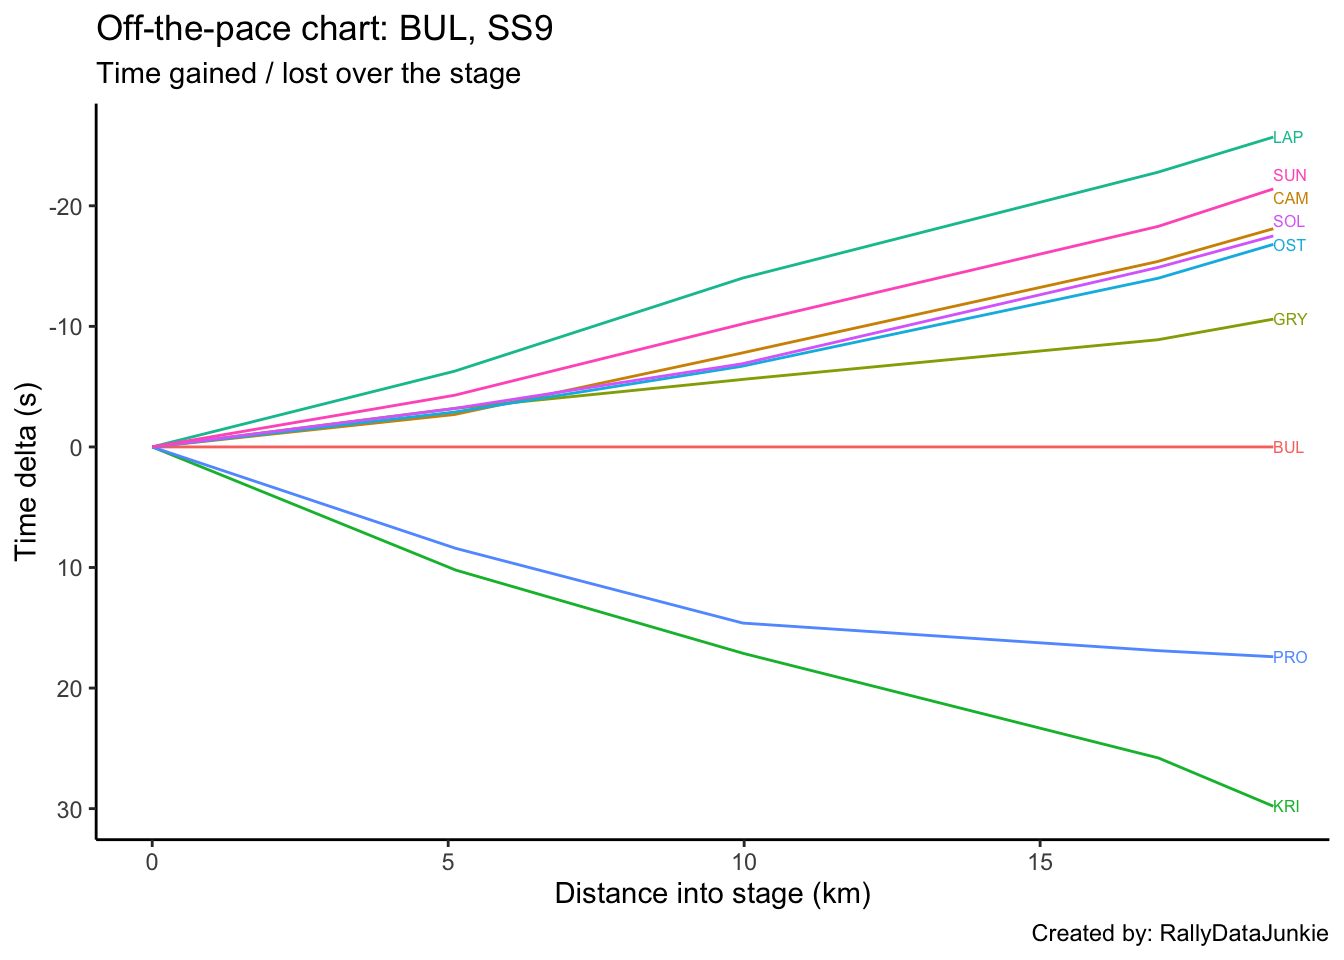 Off-the-pace chart: BUL, SS9
Time gained / lost over the stage
Time delta (s)
-20
-10
0
10
20
30
LAP
SUN
CAM
SOL
OST
GRY
BUL
PRO
KRI
0 5 10 15
Distance into stage (km)
Created by: RallyDataJunkie